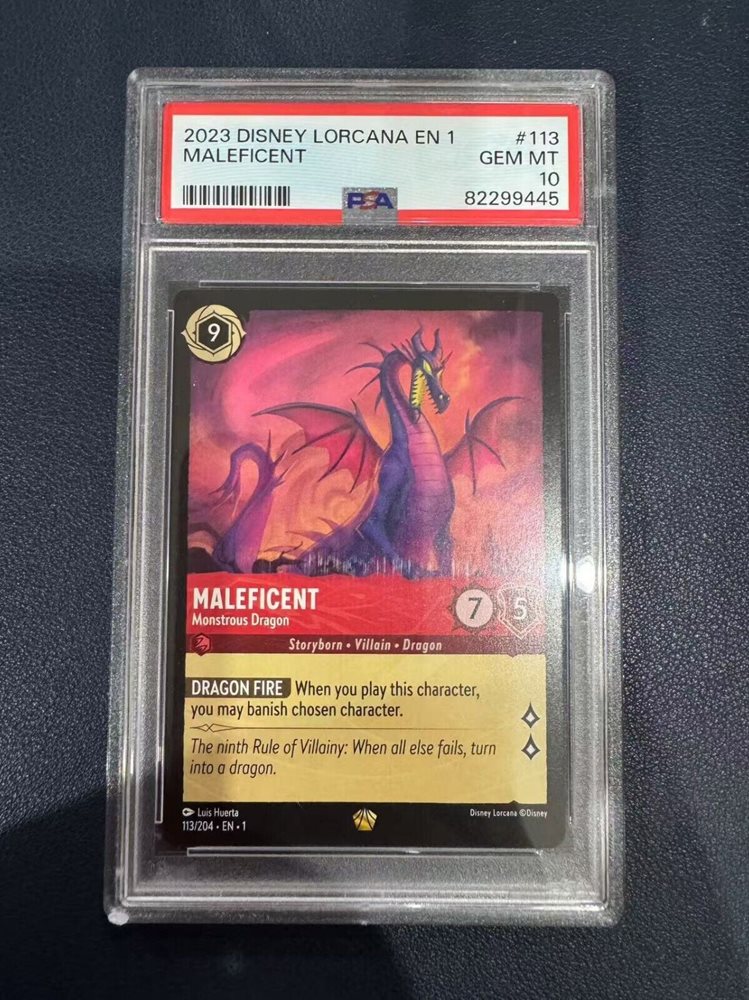 2023 DISNEY LORCANA EN 1 #113
MALEFICENT GEM MT
10
PSA 82299445
9
MALEFICENT
Monstrous Dragon
7 5
Storyborn • Villain • Dragon
DRAGON FIRE When you play this character,
you may banish chosen character.
The ninth Rule of Villainy: When all else fails, turn
into a dragon.
Luis Huerta
113/204 • EN • 1
Disney Lorcana ©Disney